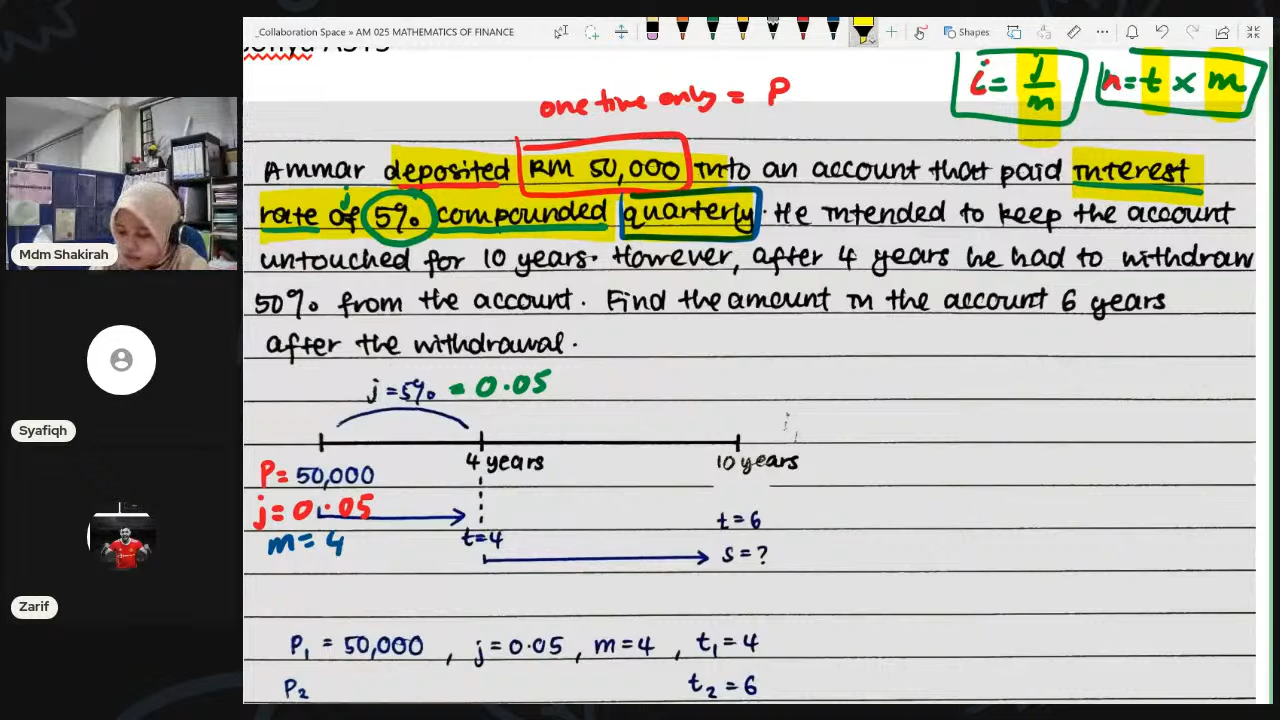 _Collaboration Space » AM 025 MATHEMATICS OF FINANCE
Shapes
i = j/m
n = t × m
one time only = P
Ammar deposited RM 50,000 into an account that paid interest
j
rate of 5% compounded quarterly. He intended to keep the account
untouched for 10 years. However, after 4 years he had to withdraw
50% from the account. Find the amount in the account 6 years
after the withdrawal.
j = 5% = 0.05
4 years
10 years
P = 50,000
j = 0.05
m = 4
t = 4
t = 6
S = ?
P₁ = 50,000 , j = 0.05 , m = 4 , t₁ = 4
P₂ t₂ = 6
Mdm Shakirah
Syafiqh
Zarif